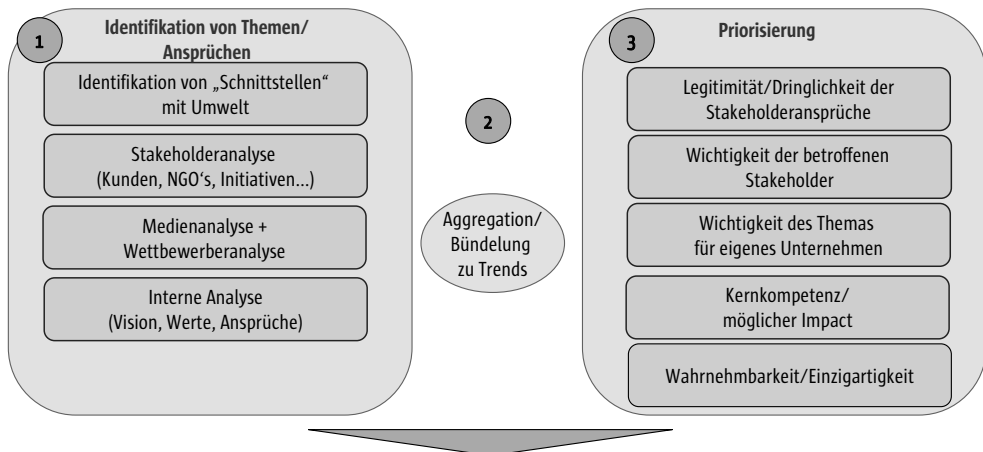 1
Identifikation von Themen/
Ansprüchen
Identifikation von „Schnittstellen“
mit Umwelt
Stakeholderanalyse
(Kunden, NGO‘s, Initiativen...)
Medienanalyse +
Wettbewerberanalyse
Interne Analyse
(Vision, Werte, Ansprüche)
2
Aggregation/
Bündelung
zu Trends
3
Priorisierung
Legitimität/Dringlichkeit der
Stakeholderansprüche
Wichtigkeit der betroffenen
Stakeholder
Wichtigkeit des Themas
für eigenes Unternehmen
Kernkompetenz/
möglicher Impact
Wahrnehmbarkeit/Einzigartigkeit